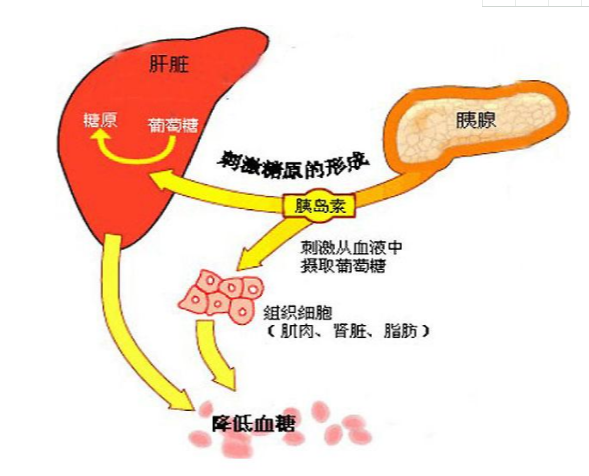 肝脏
糖原
葡萄糖
胰腺
刺激糖原的形成
胰岛素
刺激从血液中
摄取葡萄糖
组织细胞
（肌肉、肾脏、脂肪）
降低血糖